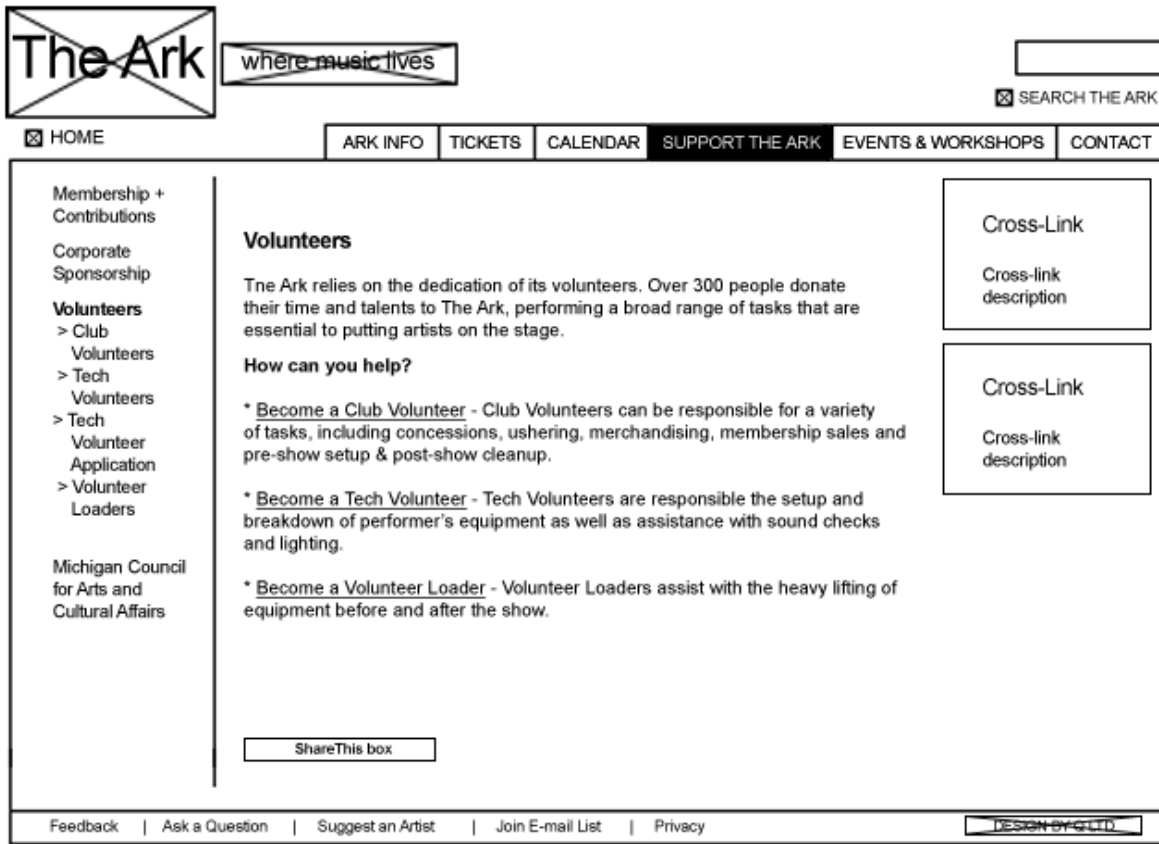 The Ark
where music lives
SEARCH THE ARK
HOME
ARK INFO
TICKETS
CALENDAR
SUPPORT THE ARK
EVENTS & WORKSHOPS
CONTACT
Membership +
Contributions
Corporate
Sponsorship
Volunteers
> Club
Volunteers
> Tech
Volunteers
> Tech
Volunteer
Application
> Volunteer
Loaders
Michigan Council
for Arts and
Cultural Affairs
Volunteers
The Ark relies on the dedication of its volunteers. Over 300 people donate
their time and talents to The Ark, performing a broad range of tasks that are
essential to putting artists on the stage.
How can you help?
* Become a Club Volunteer - Club Volunteers can be responsible for a variety
of tasks, including concessions, ushering, merchandising, membership sales and
pre-show setup & post-show cleanup.
* Become a Tech Volunteer - Tech Volunteers are responsible the setup and
breakdown of performer's equipment as well as assistance with sound checks
and lighting.
* Become a Volunteer Loader - Volunteer Loaders assist with the heavy lifting of
equipment before and after the show.
ShareThis box
Cross-Link
Cross-link
description
Cross-Link
Cross-link
description
Feedback | Ask a Question | Suggest an Artist | Join E-mail List | Privacy
DESIGN BY Q LTD